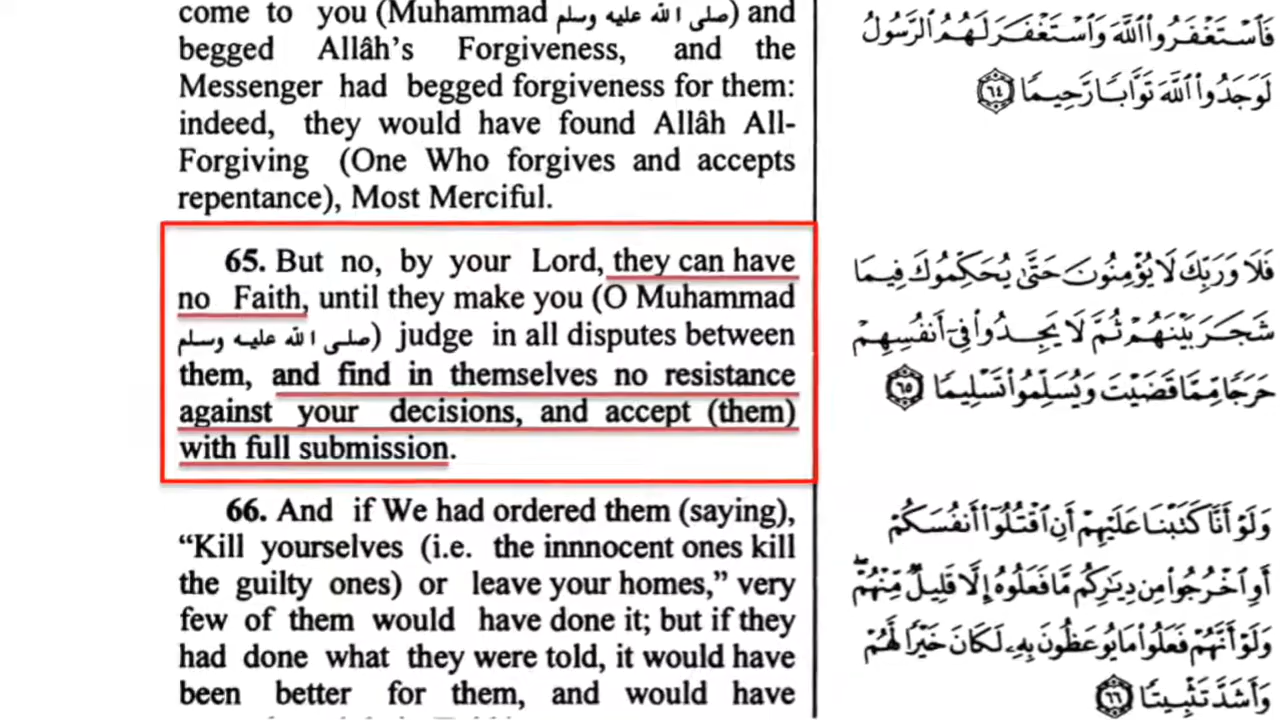 come to you (Muhammad صلى الله عليه وسلم) and
begged Allâh’s Forgiveness, and the
Messenger had begged forgiveness for them:
indeed, they would have found Allâh All-
Forgiving (One Who forgives and accepts
repentance), Most Merciful.
65. But no, by your Lord, they can have
no Faith, until they make you (O Muhammad
صلى الله عليه وسلم) judge in all disputes between
them, and find in themselves no resistance
against your decisions, and accept (them)
with full submission.
66. And if We had ordered them (saying),
“Kill yourselves (i.e. the innnocent ones kill
the guilty ones) or leave your homes,” very
few of them would have done it; but if they
had done what they were told, it would have
been better for them, and would have
فَٱسْتَغْفَرُوا۟ ٱللَّهَ وَٱسْتَغْفَرَ لَهُمُ ٱلرَّسُولُ
لَوَجَدُوا۟ ٱللَّهَ تَوَّابًا رَّحِيمًا ٦٤
فَلَا وَرَبِّكَ لَا يُؤْمِنُونَ حَتَّىٰ يُحَكِّمُوكَ فِيمَا
شَجَرَ بَيْنَهُمْ ثُمَّ لَا يَجِدُوا۟ فِىٓ أَنفُسِهِمْ
حَرَجًا مِّمَّا قَضَيْتَ وَيُسَلِّمُوا۟ تَسْلِيمًا ٦٥
وَلَوْ أَنَّا كَتَبْنَا عَلَيْهِمْ أَنِ ٱقْتُلُوٓا۟ أَنفُسَكُمْ
أَوِ ٱخْرُجُوا۟ مِن دِيَـٰرِكُم مَّا فَعَلُوهُ إِلَّا قَلِيلٌ مِّنْهُمْ ۖ
وَلَوْ أَنَّهُمْ فَعَلُوا۟ مَا يُوعَظُونَ بِهِۦ لَكَانَ خَيْرًا لَّهُمْ
وَأَشَدَّ تَثْبِيتًا ٦٦